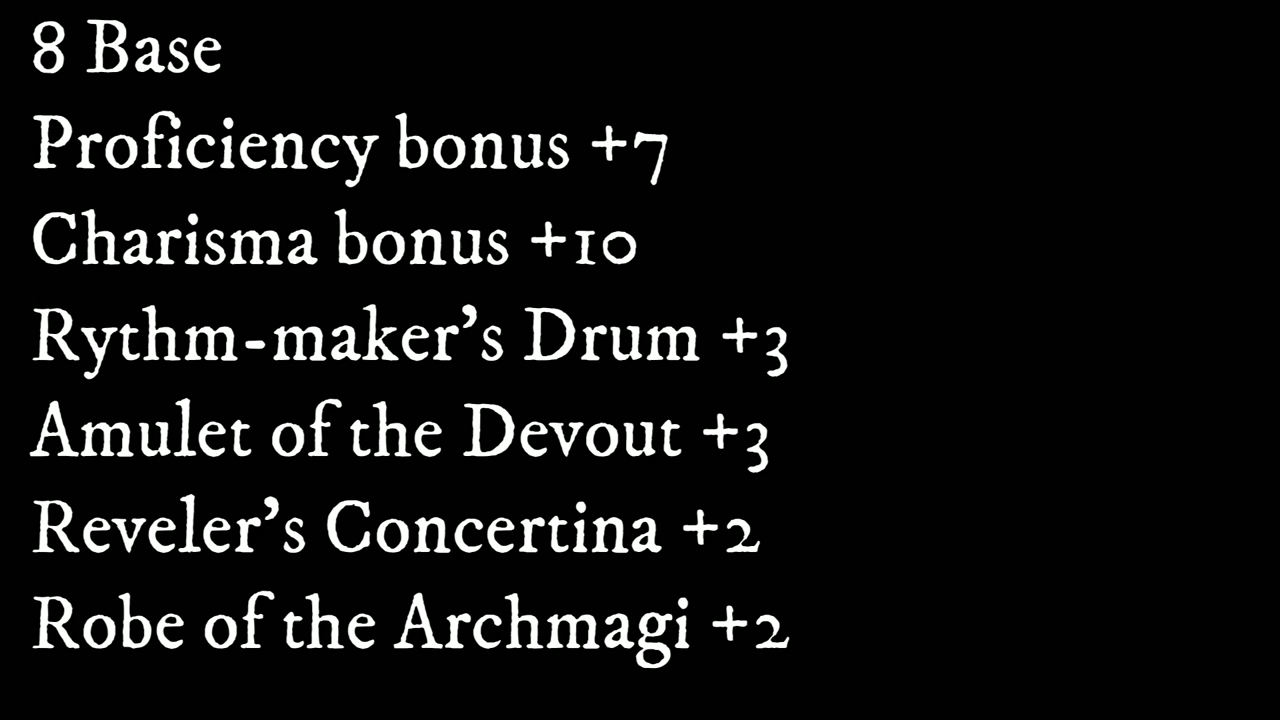 8 Base
Proficiency bonus +7
Charisma bonus +10
Rythm-maker's Drum +3
Amulet of the Devout +3
Reveler's Concertina +2
Robe of the Archmagi +2